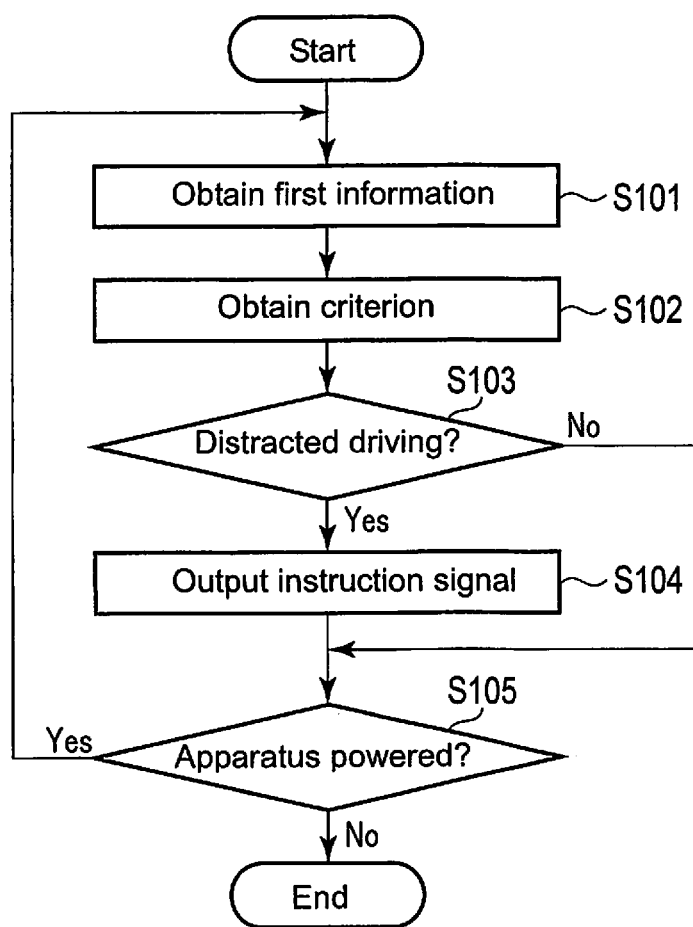 Start
Obtain first information
S101
Obtain criterion
S102
S103
Distracted driving?
No
Yes
Output instruction signal
S104
S105
Yes
Apparatus powered?
No
End